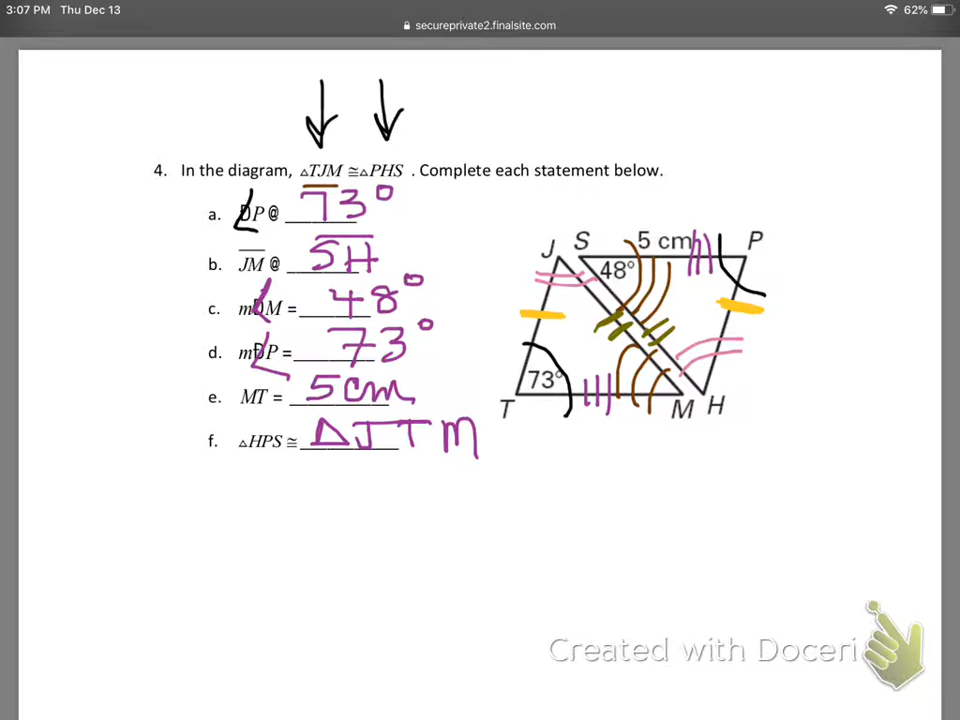 3:07 PM Thu Dec 13
62%
secureprivate2.finalsite.com
4. In the diagram, △TJM ≅△PHS . Complete each statement below.
a. ∠P @ 73°
b. JM @ SH
c. m∠M = 48°
d. m∠P = 73°
e. MT = 5cm
f. △HPS ≅ ΔJTM
J S 5 cm P
48°
73°
T M H
Created with Doceri